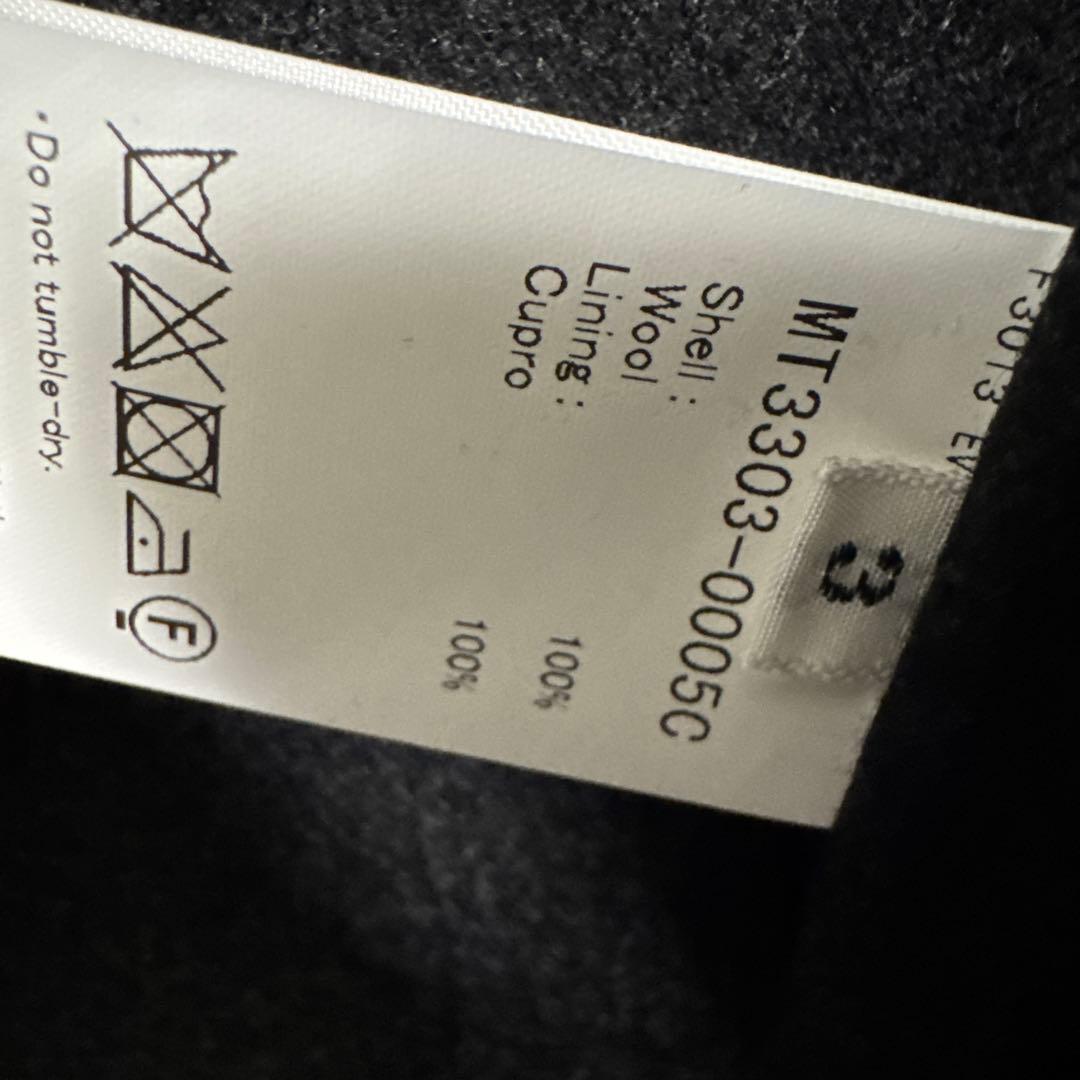 3
MT3303-0005C
Shell :
Wool 100%
Lining :
Cupro 100%
F
• Do not tumble-dry.